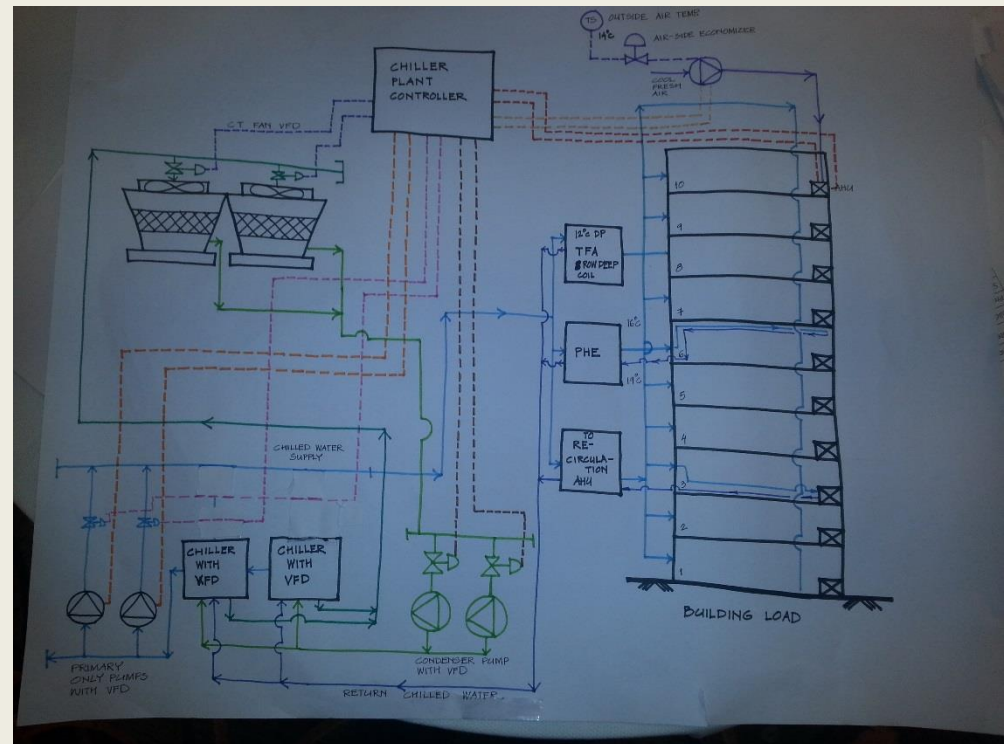 TS
OUTSIDE AIR TEMP
14°C
AIR-SIDE ECONOMIZER
COOL
FRESH
AIR
CHILLER
PLANT
CONTROLLER
CT FAN VFD
10
AHU
9
8
7
6
5
4
3
2
1
12°C DP
TFA
8 ROW DEEP
COIL
16°C
PHE
19°C
TO
RE-
CIRCULA-
TION
AHU
CHILLED WATER
SUPPLY
CHILLER
WITH
VFD
CHILLER
WITH
VFD
BUILDING LOAD
PRIMARY
ONLY PUMPS
WITH VFD
CONDENSER PUMP
WITH VFD
RETURN CHILLED WATER